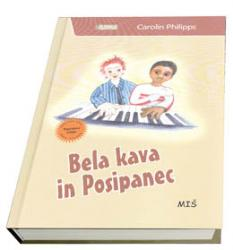 Carolin Philipps
Bela kava
in Posipanec
MIŠ